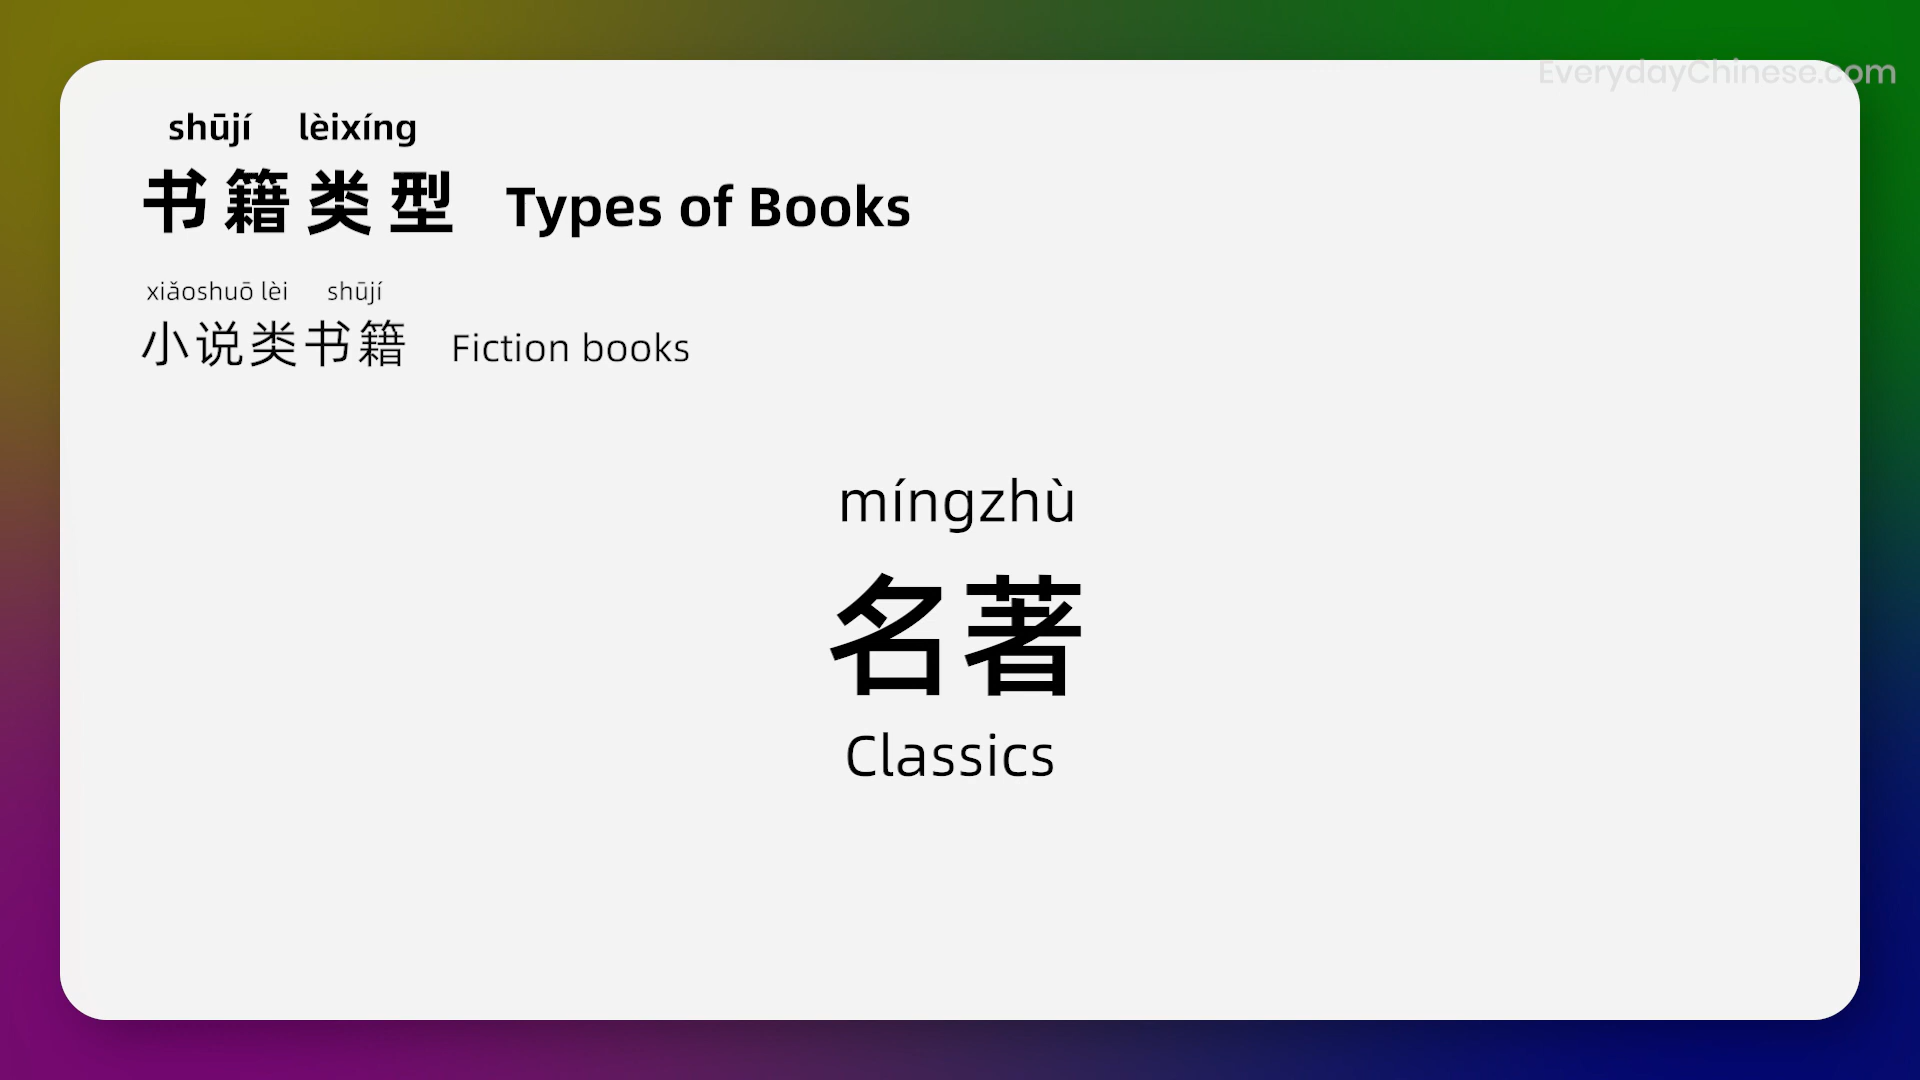 EverydayChinese.com
shūjí lèixíng
书籍类型 Types of Books
xiǎoshuō lèi shūjí
小说类书籍 Fiction books
míngzhù
名著
Classics